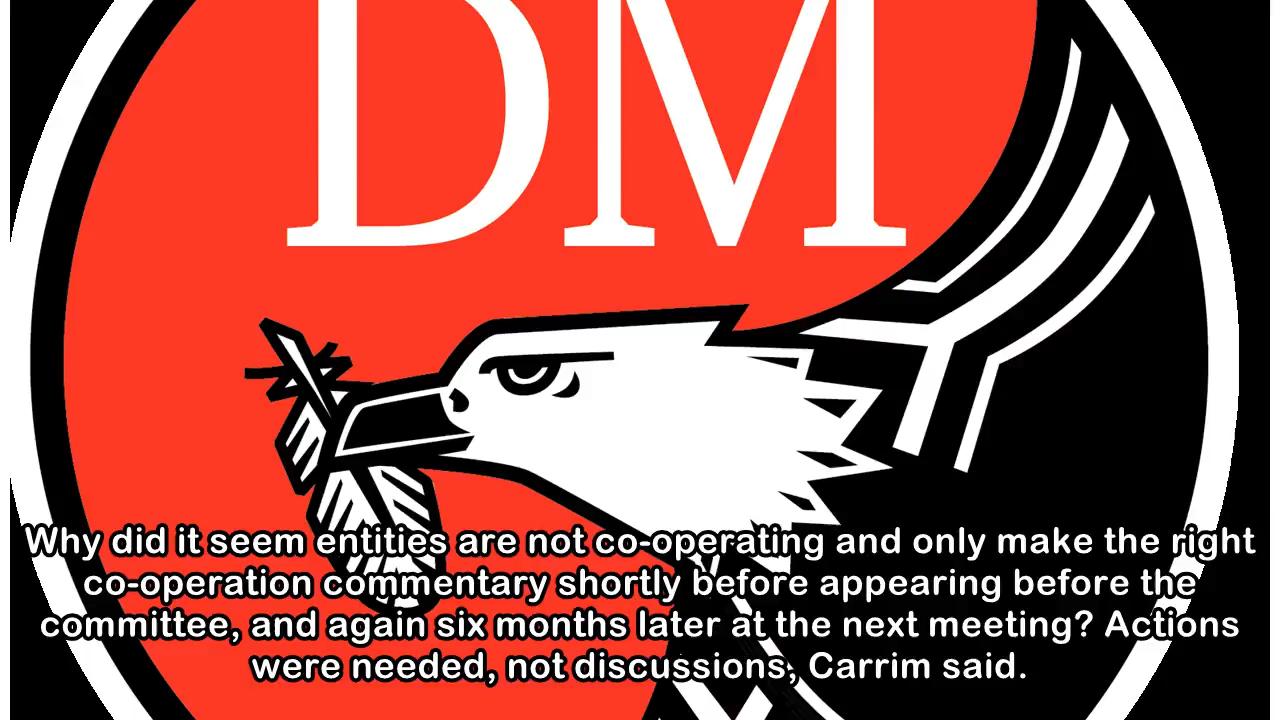 DM
Why did it seem entities are not co-operating and only make the right
co-operation commentary shortly before appearing before the
committee, and again six months later at the next meeting? Actions
were needed, not discussions, Carrim said.